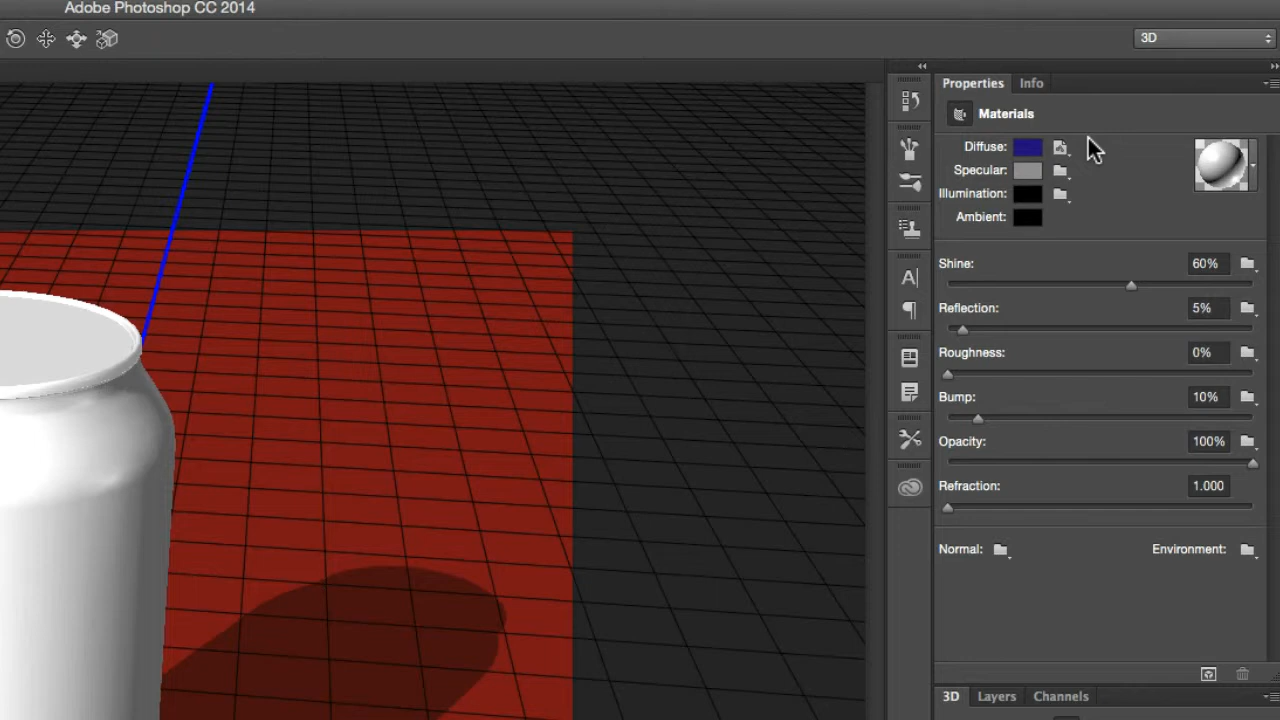 Adobe Photoshop CC 2014
3D
Properties Info
Materials
Diffuse:
Specular:
Illumination:
Ambient:
Shine: 60%
Reflection: 5%
Roughness: 0%
Bump: 10%
Opacity: 100%
Refraction: 1.000
Normal: Environment:
3D Layers Channels